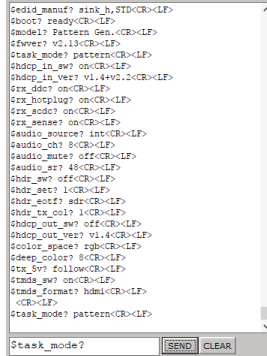 $edid_manuf? sink_h,STD<CR><LF>
$boot? ready<CR><LF>
$model? Pattern Gen.<CR><LF>
$fwver? v2.13<CR><LF>
$task_mode? pattern<CR><LF>
$hdcp_in_sw? on<CR><LF>
$hdcp_in_ver? v1.4+v2.2<CR><LF>
$rx_ddc? on<CR><LF>
$rx_hotplug? on<CR><LF>
$rx_scdc? on<CR><LF>
$rx_sense? on<CR><LF>
$audio_source? int<CR><LF>
$audio_ch? 8<CR><LF>
$audio_mute? off<CR><LF>
$audio_sr? 48<CR><LF>
$hdr_sw? off<CR><LF>
$hdr_set? 1<CR><LF>
$hdr_eotf? sdr<CR><LF>
$hdr_tx_col? 1<CR><LF>
$hdcp_out_sw? off<CR><LF>
$hdcp_out_ver? v1.4<CR><LF>
$color_space? rgb<CR><LF>
$deep_color? 8<CR><LF>
$tx_5v? follow<CR><LF>
$tmds_sw? on<CR><LF>
$tmds_format? hdmi<CR><LF>
<CR><LF>
$task_mode? pattern<CR><LF>
$task_mode? SEND CLEAR